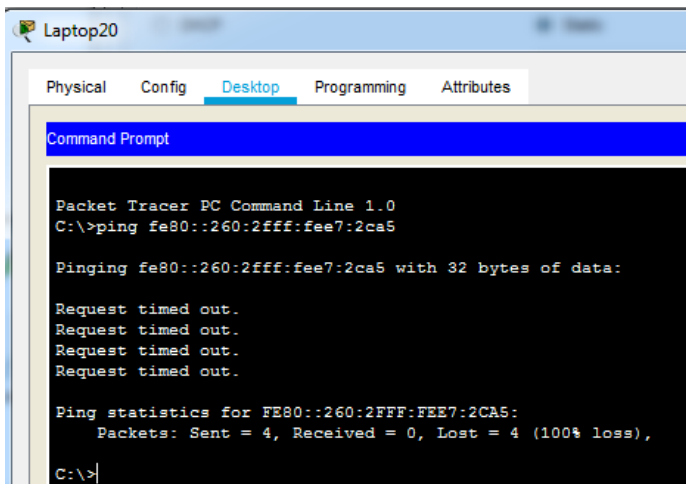 Laptop20
Physical Config Desktop Programming Attributes
Command Prompt
Packet Tracer PC Command Line 1.0
C:\>ping fe80::260:2fff:fee7:2ca5
Pinging fe80::260:2fff:fee7:2ca5 with 32 bytes of data:
Request timed out.
Request timed out.
Request timed out.
Request timed out.
Ping statistics for FE80::260:2FFF:FEE7:2CA5:
Packets: Sent = 4, Received = 0, Lost = 4 (100% loss),
C:\>